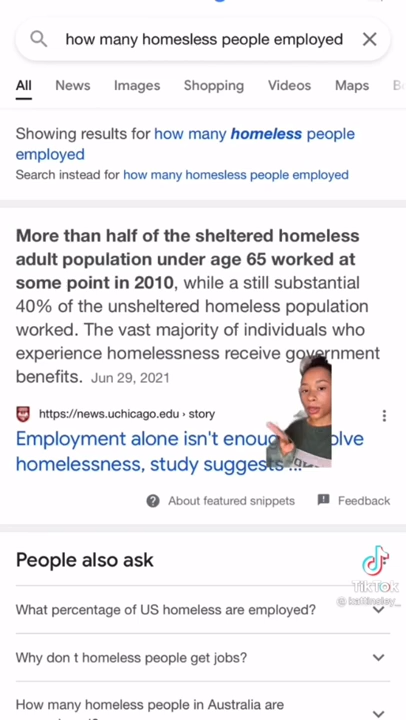 how many homesless people employed
All News Images Shopping Videos Maps
Showing results for how many homeless people
employed
Search instead for how many homesless people employed
More than half of the sheltered homeless
adult population under age 65 worked at
some point in 2010, while a still substantial
40% of the unsheltered homeless population
worked. The vast majority of individuals who
experience homelessness receive government
benefits. Jun 29, 2021
https://news.uchicago.edu › story
Employment alone isn't enoug olve
homelessness, study suggests ...
About featured snippets Feedback
People also ask
TikTok
What percentage of US homeless are employed?
Why don t homeless people get jobs?
How many homeless people in Australia are